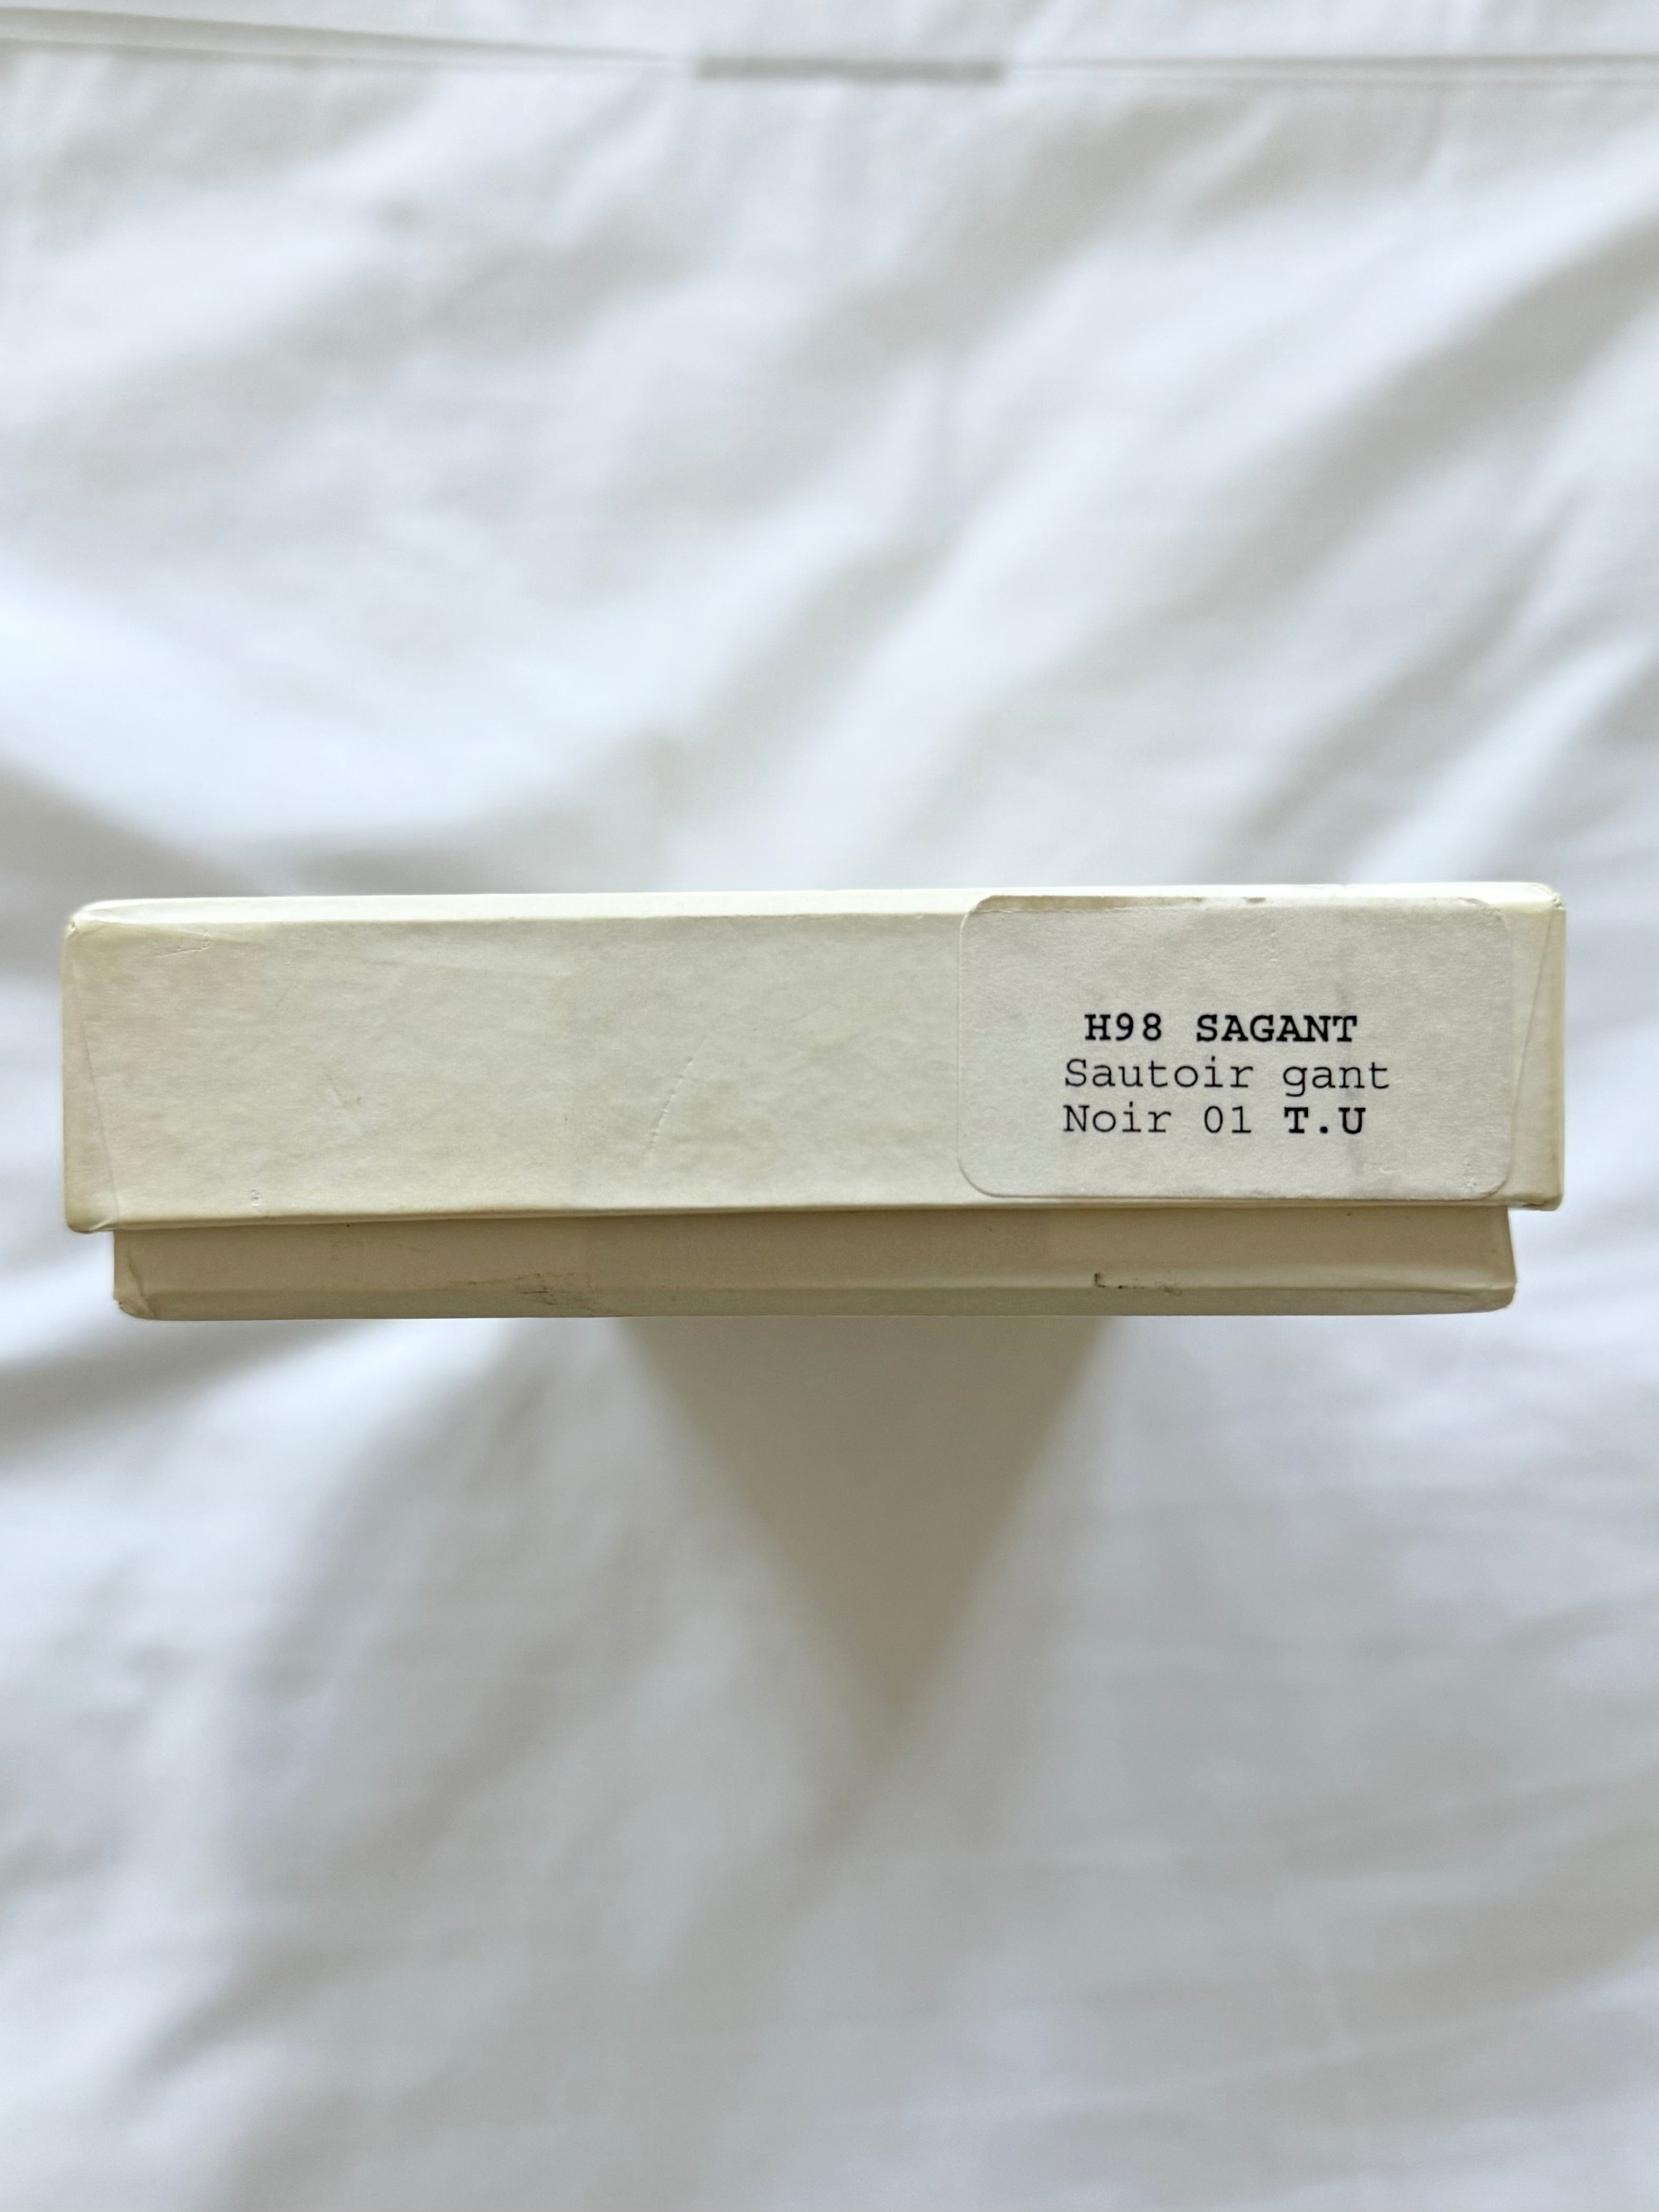 H98 SAGANT
Sautoir gant
Noir 01 T.U